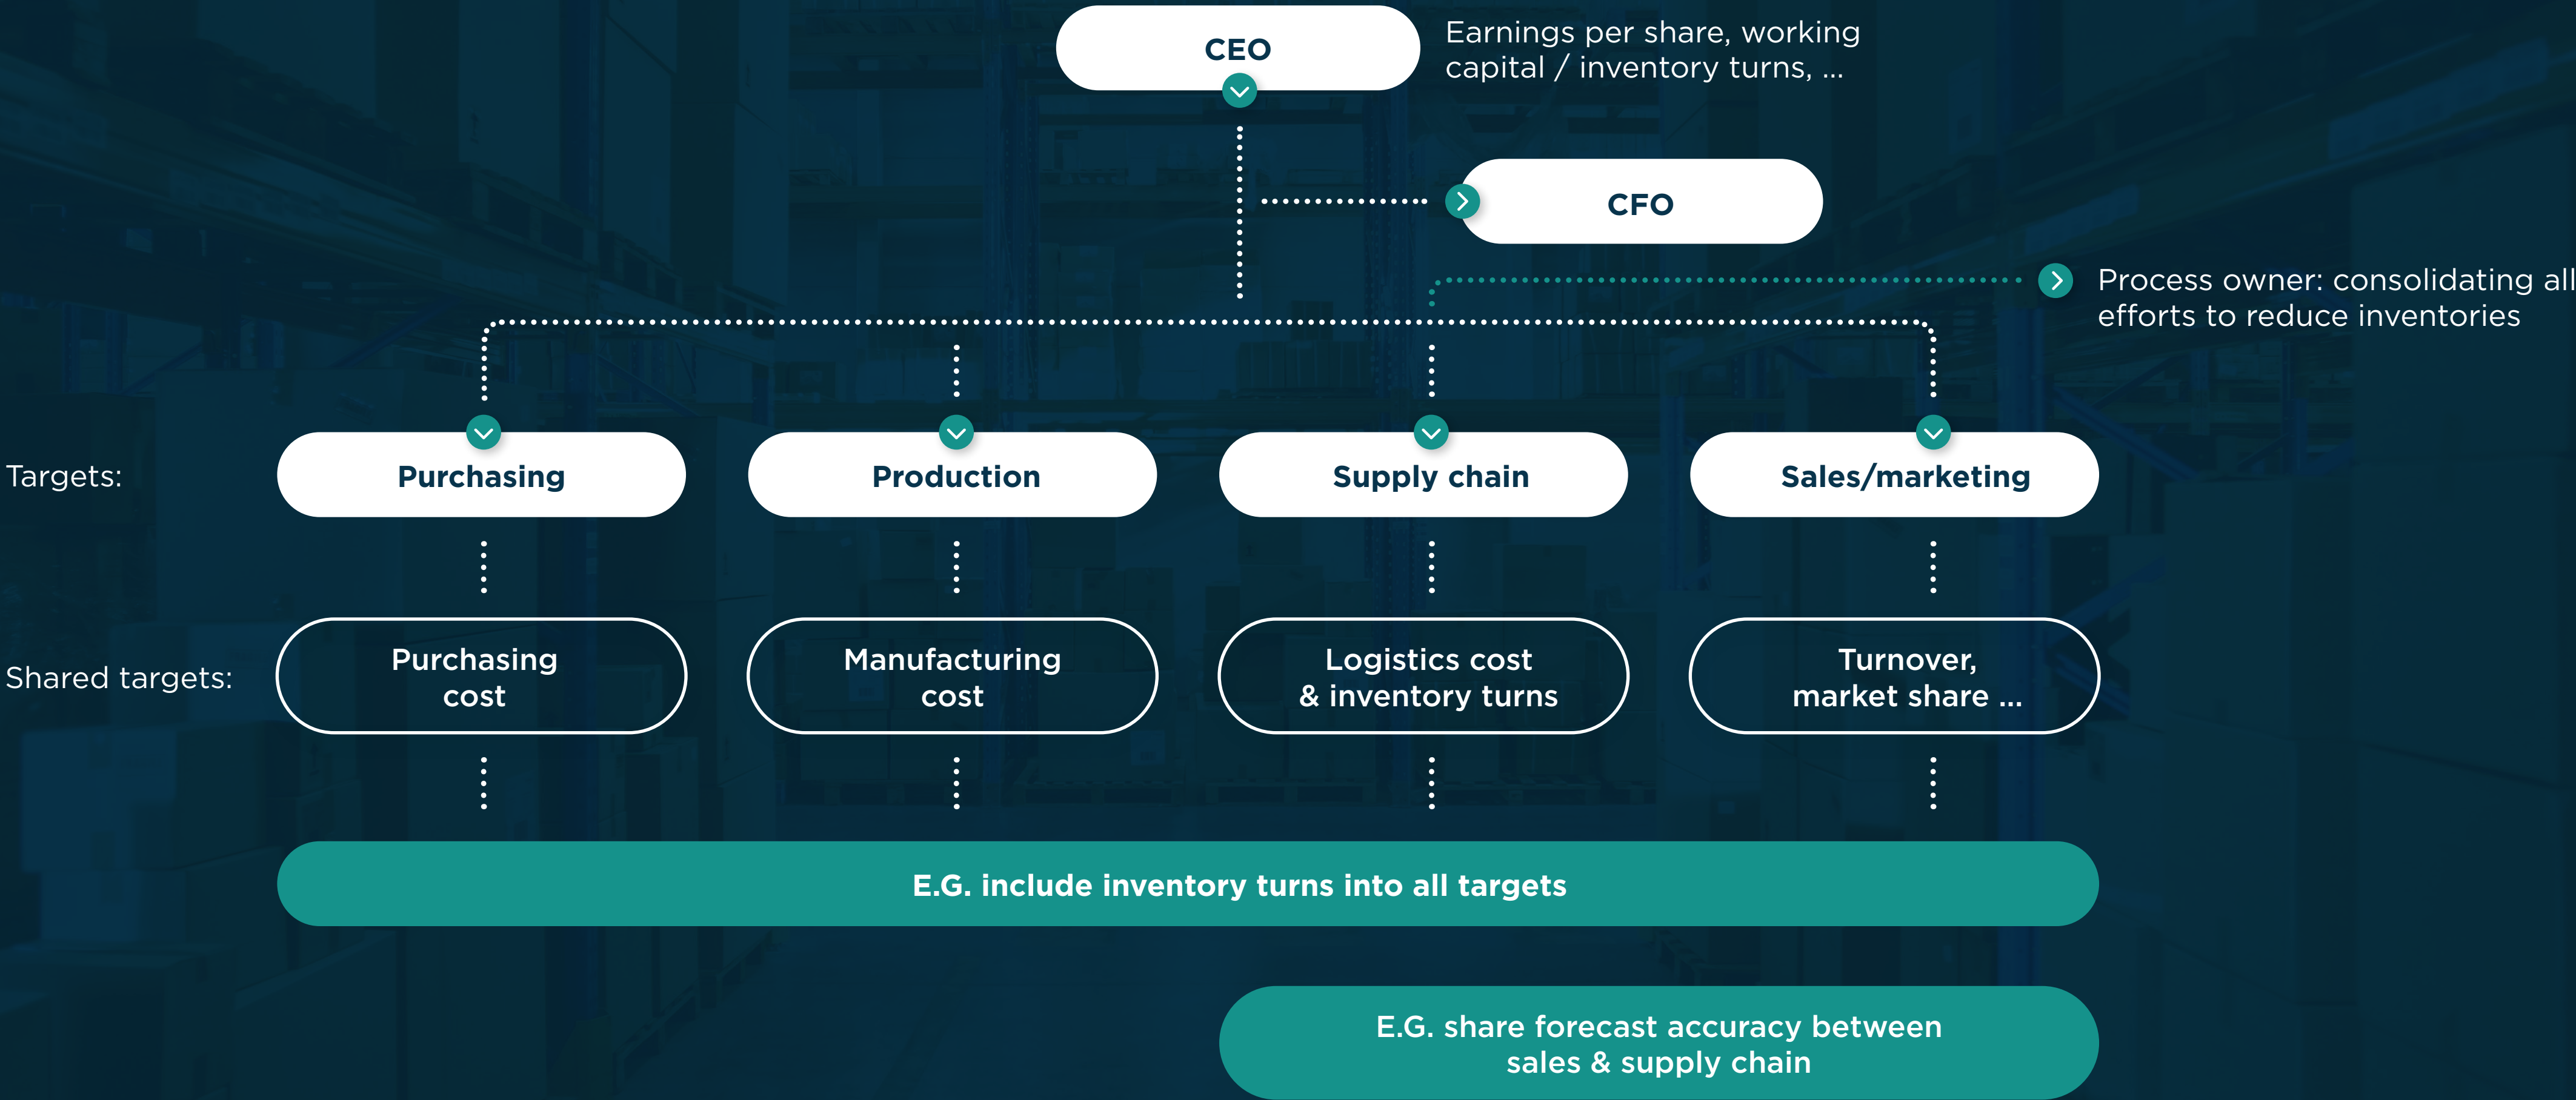 CEO
Earnings per share, working
capital / inventory turns, ...
CFO
Process owner: consolidating all
efforts to reduce inventories
Targets:
Purchasing
Production
Supply chain
Sales/marketing
Shared targets:
Purchasing
cost
Manufacturing
cost
Logistics cost
& inventory turns
Turnover,
market share ...
E.G. include inventory turns into all targets
E.G. share forecast accuracy between
sales & supply chain